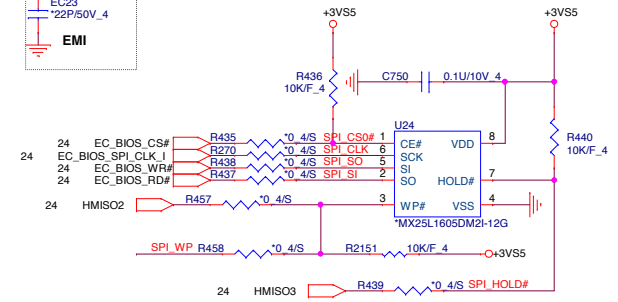 EC23
*22P/50V_4
EMI
+3VS5
+3VS5
R436
10K/F_4
C750
0.1U/10V_4
R440
10K/F_4
U24
24 EC_BIOS_CS# R435 *0_4/S SPI_CS0# 1 CE# VDD 8
24 EC_BIOS_SPI_CLK_I R270 *0_4/S SPI_CLK 6 SCK
24 EC_BIOS_WR# R438 *0_4/S SPI_SO 5 SI
24 EC_BIOS_RD# R437 *0_4/S SPI_SI 2 SO HOLD# 7
24 HMISO2 R457 *0_4/S 3 WP# VSS 4
*MX25L1605DM2I-12G
SPI_WP R458 *0_4/S R2151 10K/F_4 +3VS5
24 HMISO3 R439 *0_4/S SPI_HOLD#